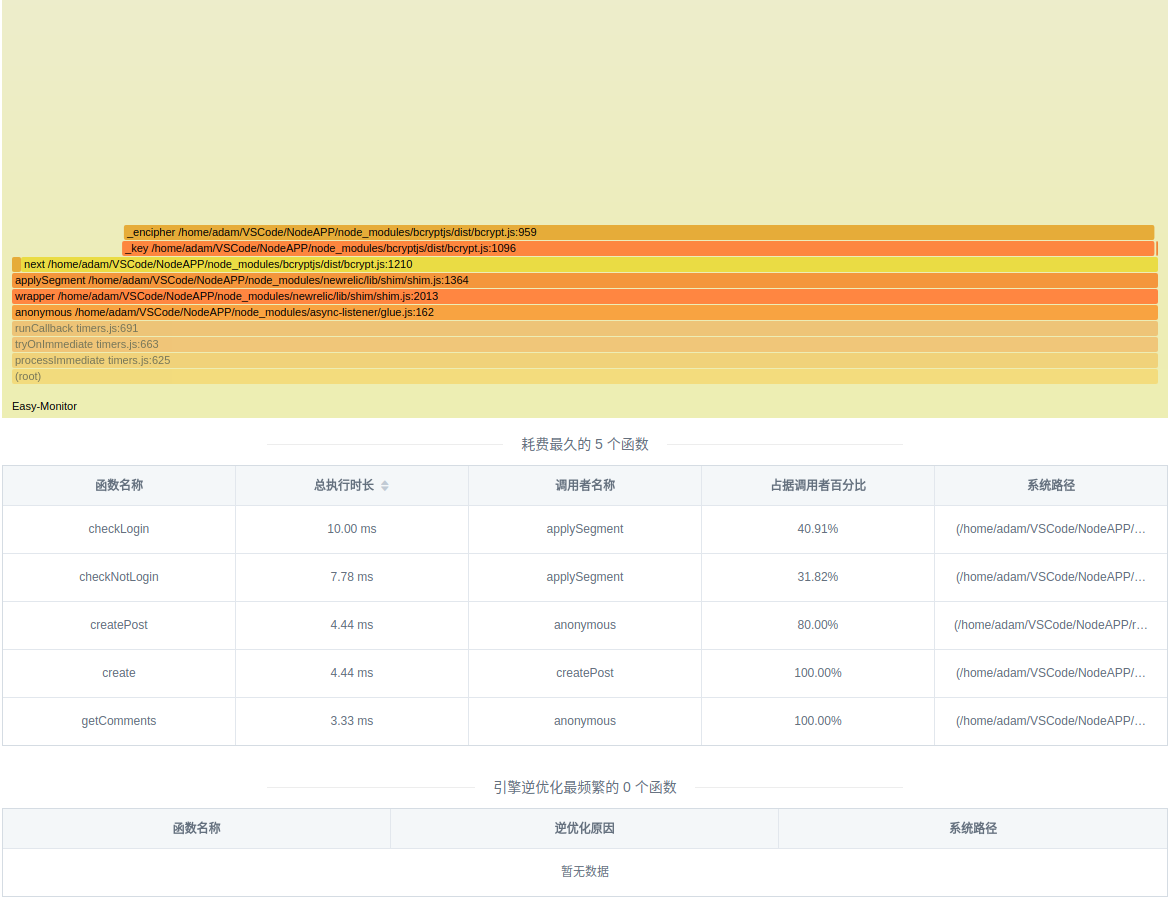 _encipher /home/adam/VSCode/NodeAPP/node_modules/bcryptjs/dist/bcrypt.js:959
_key /home/adam/VSCode/NodeAPP/node_modules/bcryptjs/dist/bcrypt.js:1096
next /home/adam/VSCode/NodeAPP/node_modules/bcryptjs/dist/bcrypt.js:1210
applySegment /home/adam/VSCode/NodeAPP/node_modules/newrelic/lib/shim/shim.js:1364
wrapper /home/adam/VSCode/NodeAPP/node_modules/newrelic/lib/shim/shim.js:2013
anonymous /home/adam/VSCode/NodeAPP/node_modules/async-listener/glue.js:162
runCallback timers.js:691
tryOnImmediate timers.js:663
processImmediate timers.js:625
(root)
Easy-Monitor
耗费最久的 5 个函数
函数名称 总执行时长 调用者名称 占据调用者百分比 系统路径
checkLogin 10.00 ms applySegment 40.91% (/home/adam/VSCode/NodeAPP/…
checkNotLogin 7.78 ms applySegment 31.82% (/home/adam/VSCode/NodeAPP/…
createPost 4.44 ms anonymous 80.00% (/home/adam/VSCode/NodeAPP/r…
create 4.44 ms createPost 100.00% (/home/adam/VSCode/NodeAPP/…
getComments 3.33 ms anonymous 100.00% (/home/adam/VSCode/NodeAPP/…
引擎逆优化最频繁的 0 个函数
函数名称 逆优化原因 系统路径
暂无数据